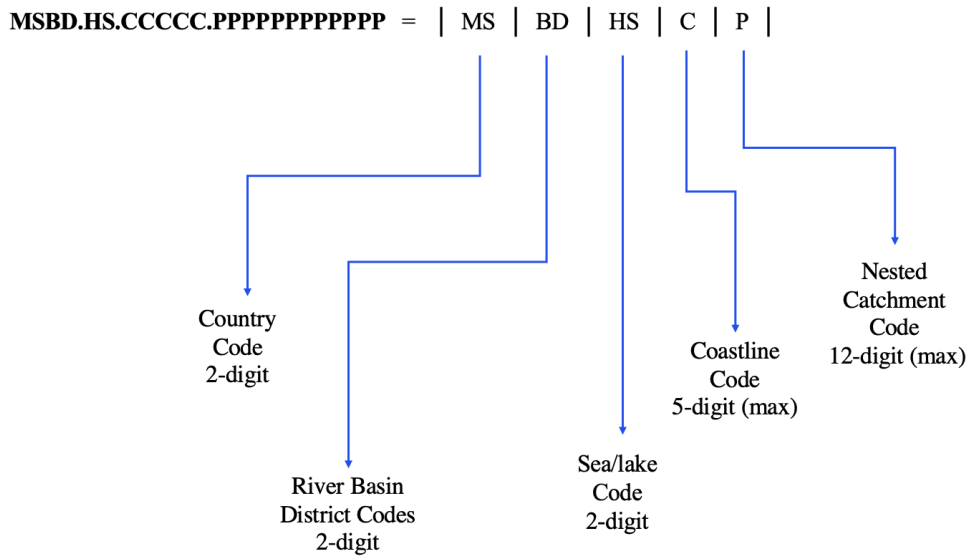 MSBD.HS.CCCCC.PPPPPPPPPPPP = | MS | BD | HS | C | P |
Country
Code
2-digit
River Basin
District Codes
2-digit
Sea/lake
Code
2-digit
Coastline
Code
5-digit (max)
Nested
Catchment
Code
12-digit (max)